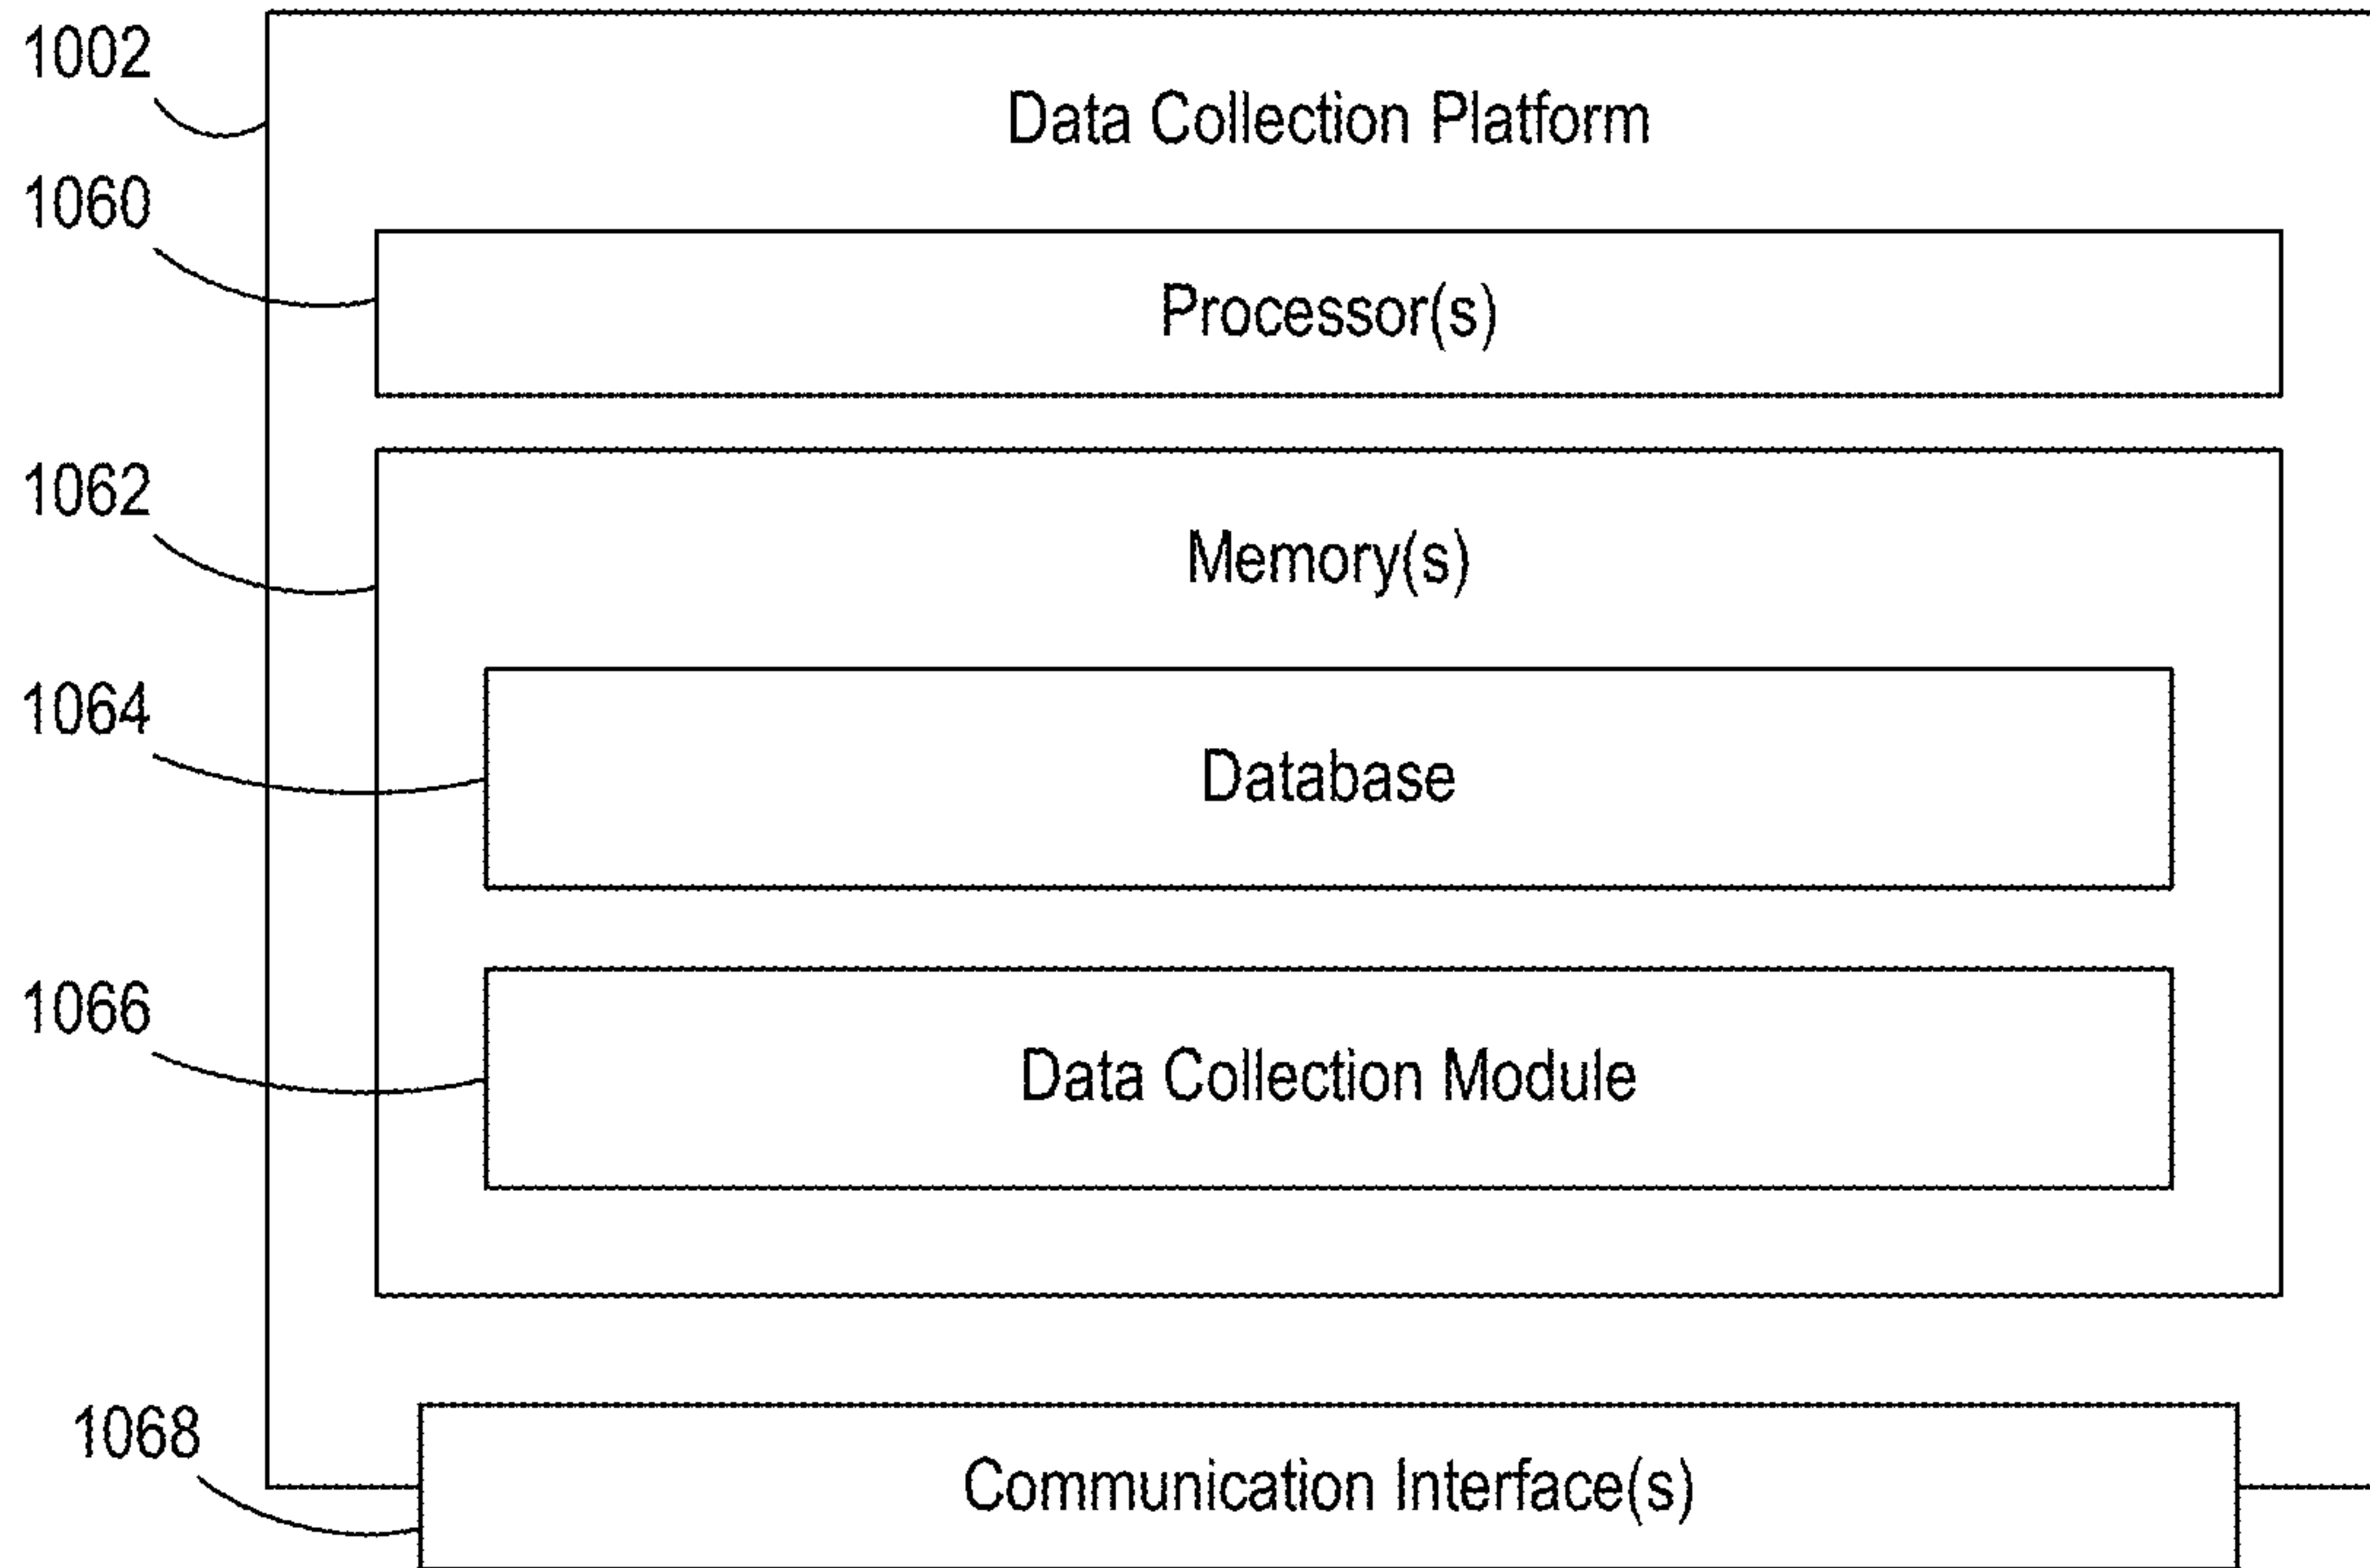 1002
Data Collection Platform
1060
Processor(s)
1062
Memory(s)
1064
Database
1066
Data Collection Module
1068
Communication Interface(s)